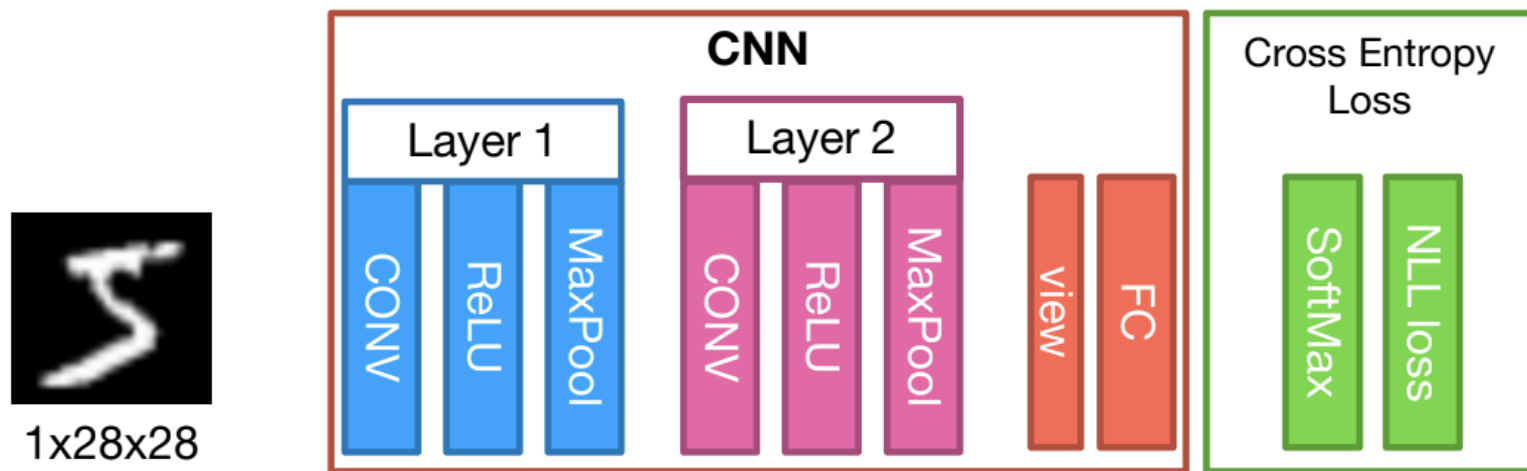 CNN
Cross Entropy
Loss
Layer 1
Layer 2
CONV
ReLU
MaxPool
CONV
ReLU
MaxPool
view
FC
SoftMax
NLL loss
1x28x28